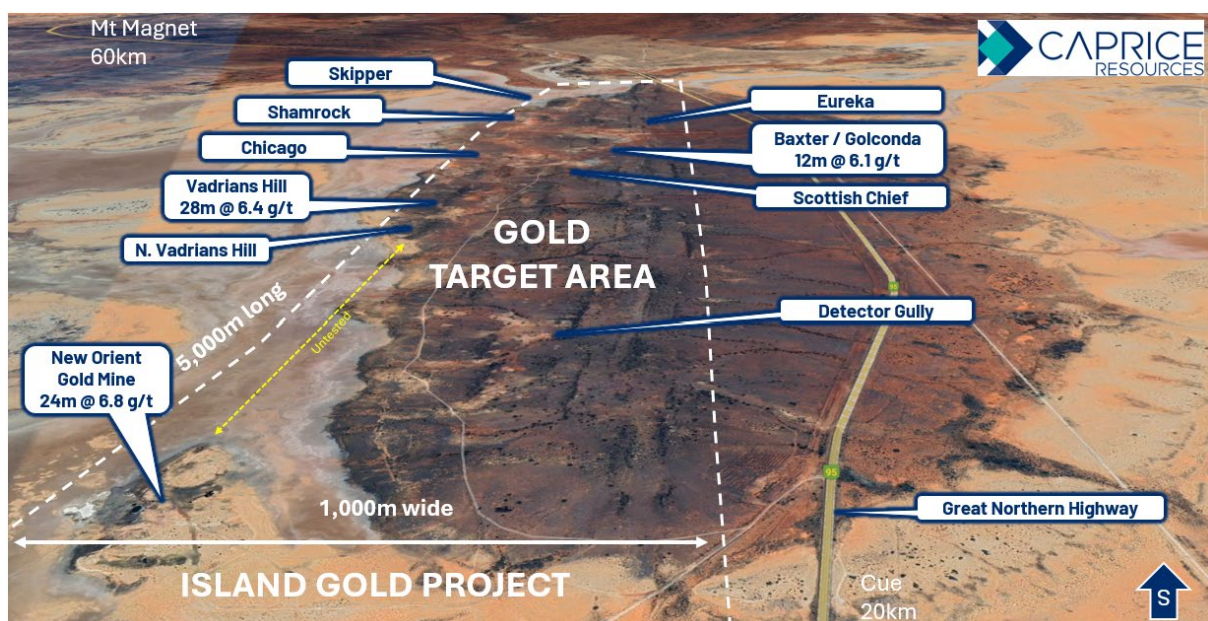 Mt Magnet
60km
CAPRICE
RESOURCES
Skipper
Shamrock
Chicago
Vadrians Hill
28m @ 6.4 g/t
N. Vadrians Hill
Eureka
Baxter / Golconda
12m @ 6.1 g/t
Scottish Chief
GOLD
TARGET AREA
95
Detector Gully
5,000m long
Untested
New Orient
Gold Mine
24m @ 6.8 g/t
95
1,000m wide
Great Northern Highway
ISLAND GOLD PROJECT
Cue
20km
S